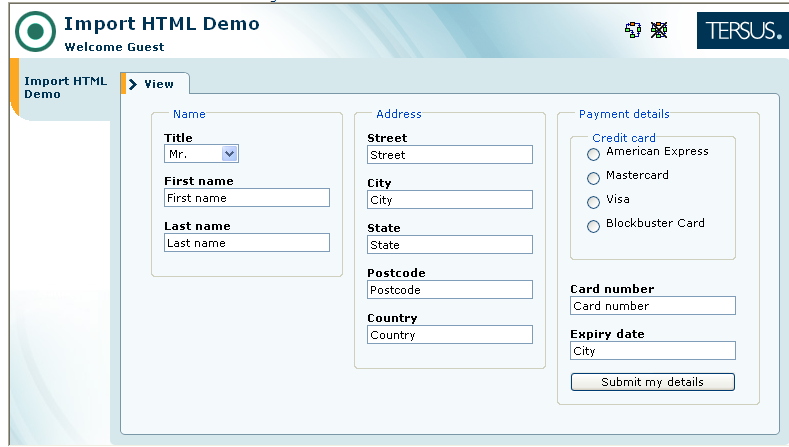 Import HTML Demo
Welcome Guest
TERSUS.
Import HTML
Demo
View
Name
Title
Mr.
First name
First name
Last name
Last name
Address
Street
Street
City
City
State
State
Postcode
Postcode
Country
Country
Payment details
Credit card
American Express
Mastercard
Visa
Blockbuster Card
Card number
Card number
Expiry date
City
Submit my details